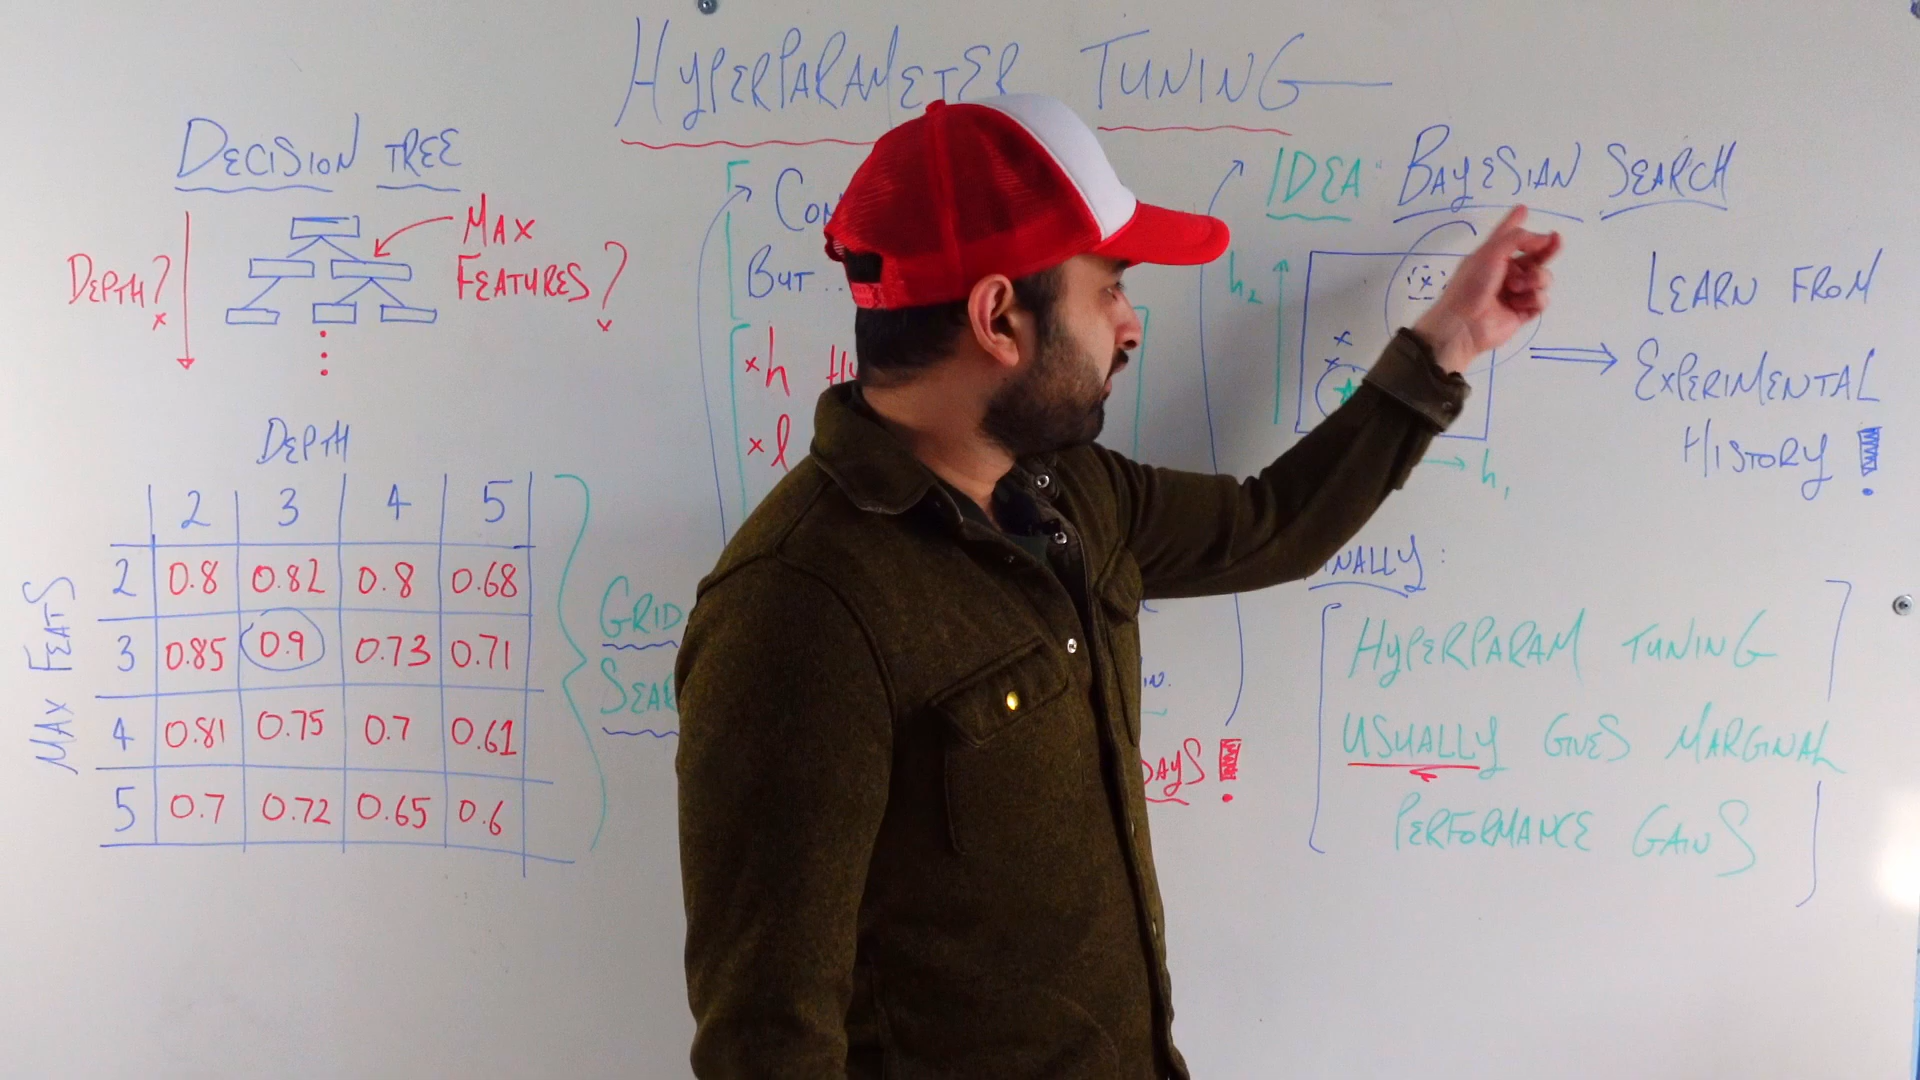 HYPERPARAMETER TUNING
DECISION TREE
DEPTH?
MAX
FEATURES?
DEPTH
2 3 4 5
MAX FEATS
2 0.8 0.82 0.8 0.68
3 0.85 0.9 0.73 0.71
4 0.81 0.75 0.7 0.61
5 0.7 0.72 0.65 0.6
GRID
BUT..
x h
x l
IDEA: BAYESIAN SEARCH
h2
h1
LEARN FROM
EXPERIMENTAL
HISTORY!
HYPERPARAM TUNING
USUALLY GIVES MARGINAL
PERFORMANCE GAINS